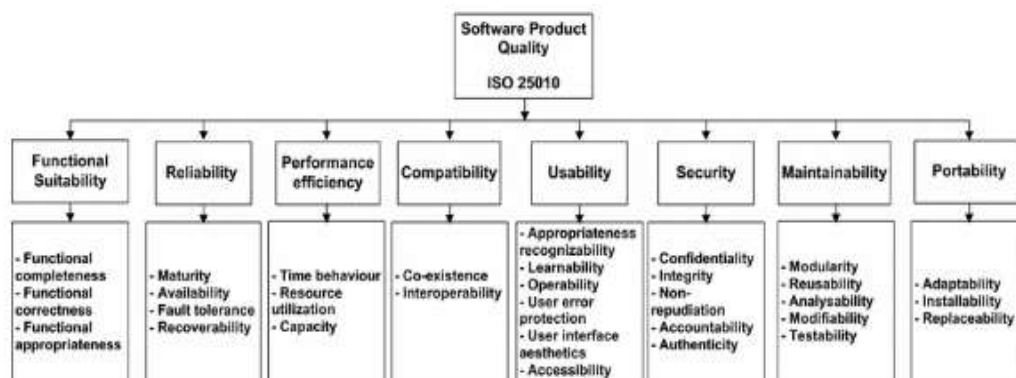 Software Product
Quality
ISO 25010
Functional
Suitability
Reliability
Performance
efficiency
Compatibility
Usability
Security
Maintainability
Portability
- Functional
completeness
- Functional
correctness
- Functional
appropriateness
- Maturity
- Availability
- Fault tolerance
- Recoverability
- Time behaviour
- Resource
utilization
- Capacity
- Co-existence
- Interoperability
- Appropriateness
recognizability
- Learnability
- Operability
- User error
protection
- User interface
aesthetics
- Accessibility
- Confidentiality
- Integrity
- Non-
repudiation
- Accountability
- Authenticity
- Modularity
- Reusability
- Analysability
- Modifiability
- Testability
- Adaptability
- Installability
- Replaceability